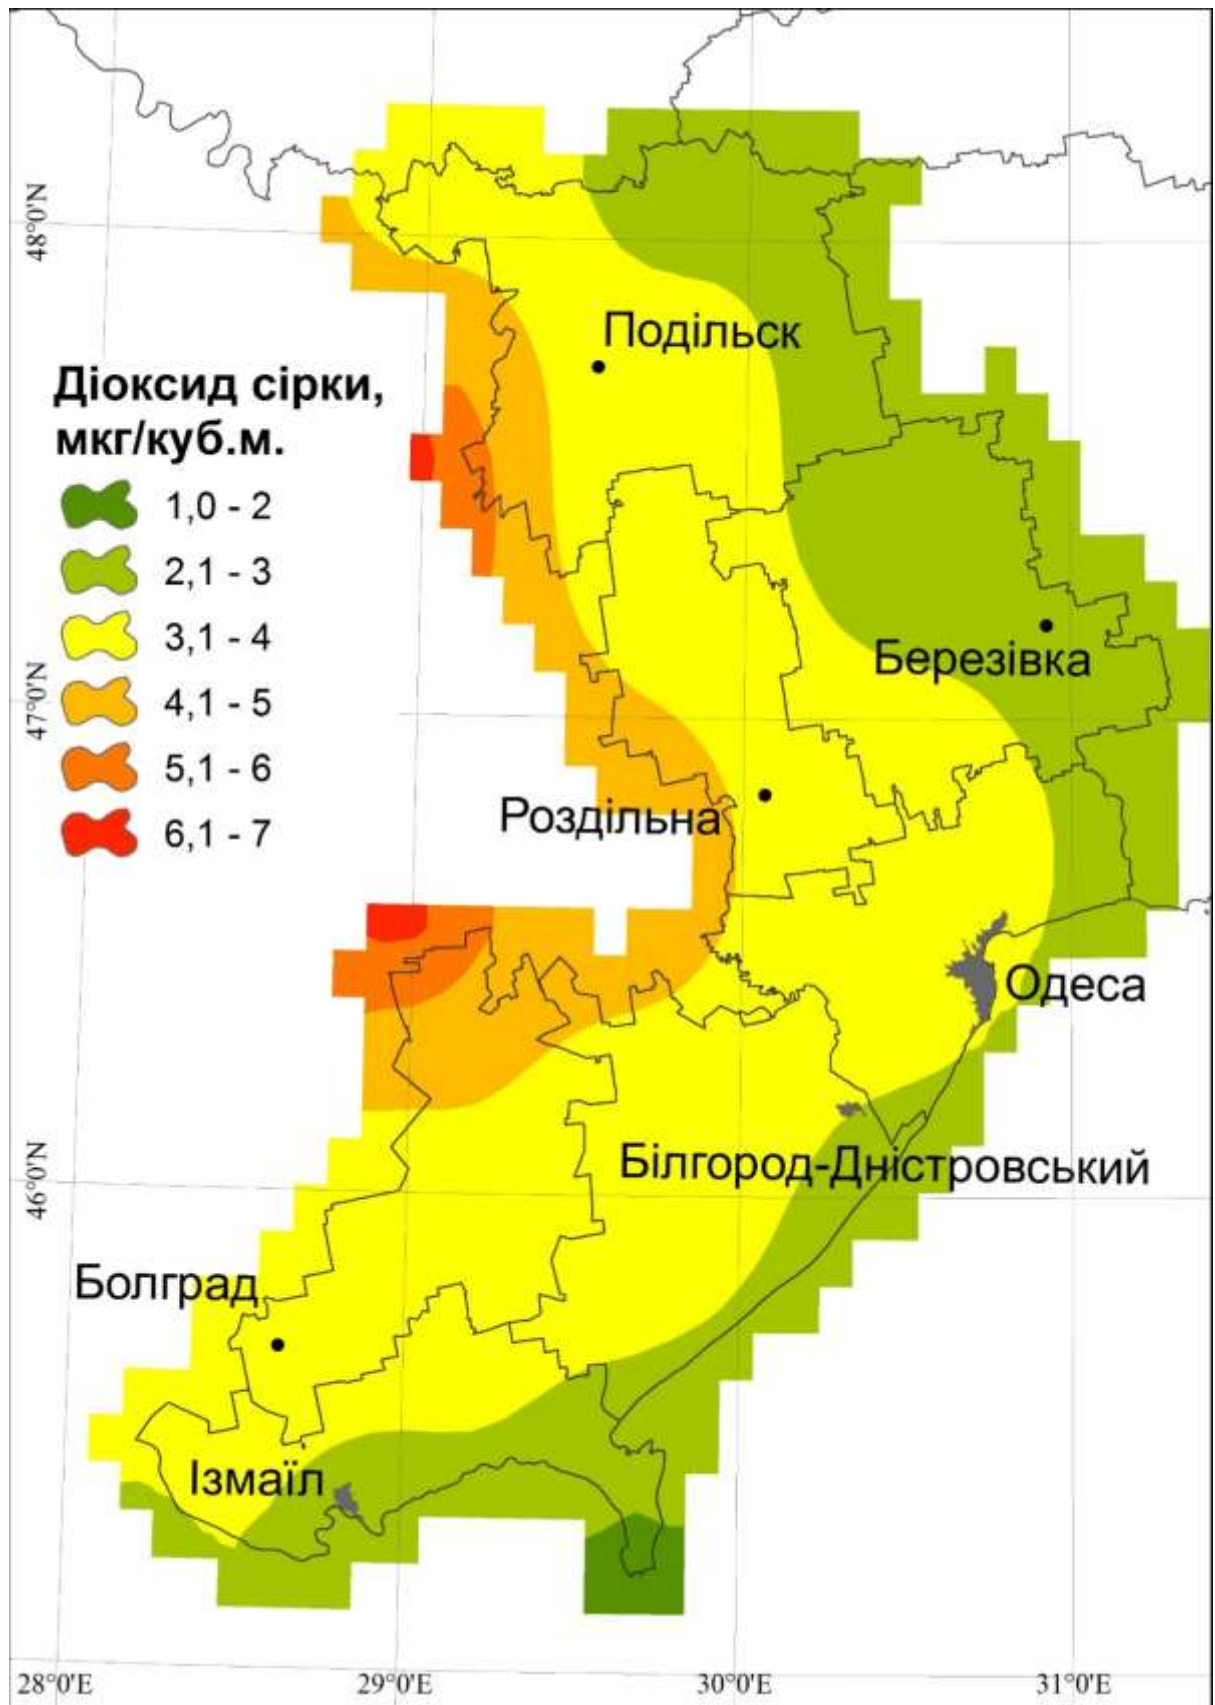 48°0'N
Подільск
Діоксид сірки,
мкг/куб.м.
1,0 - 2
2,1 - 3
3,1 - 4
4,1 - 5
5,1 - 6
6,1 - 7
Березівка
47°0'N
Роздільна
Одеса
46°0'N
Білгород-Дністровський
Болград
Ізмаїл
28°0'E
29°0'E
30°0'E
31°0'E